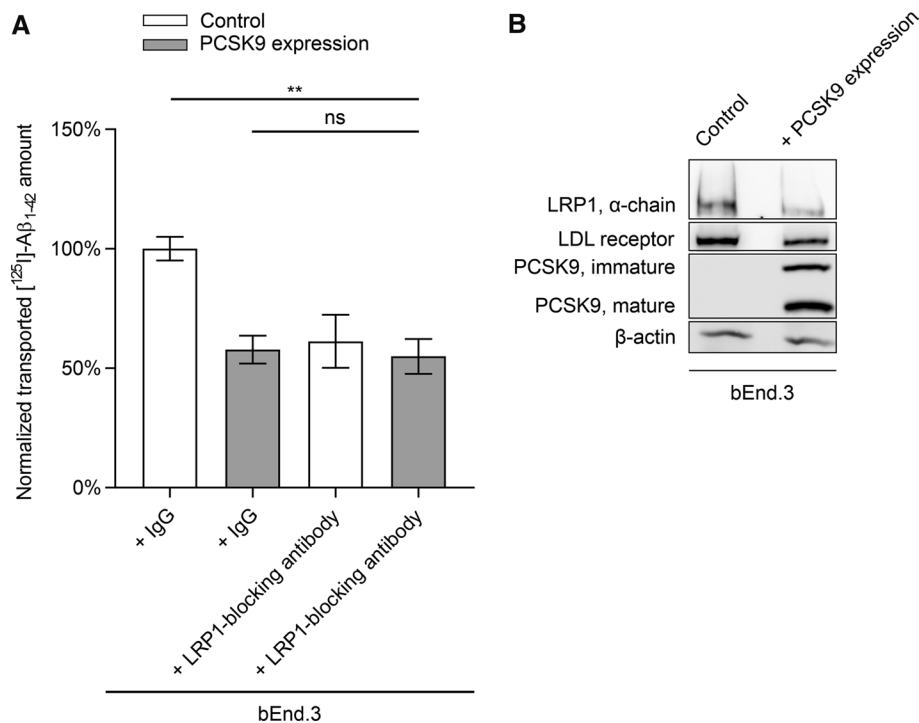 A
Control
PCSK9 expression
**
ns
Normalized transported [¹²⁵I]-Aβ₁₋₄₂ amount
150%
100%
50%
0%
+ IgG
+ IgG
+ LRP1-blocking antibody
+ LRP1-blocking antibody
bEnd.3
B
Control
+ PCSK9 expression
LRP1, α-chain
LDL receptor
PCSK9, immature
PCSK9, mature
β-actin
bEnd.3